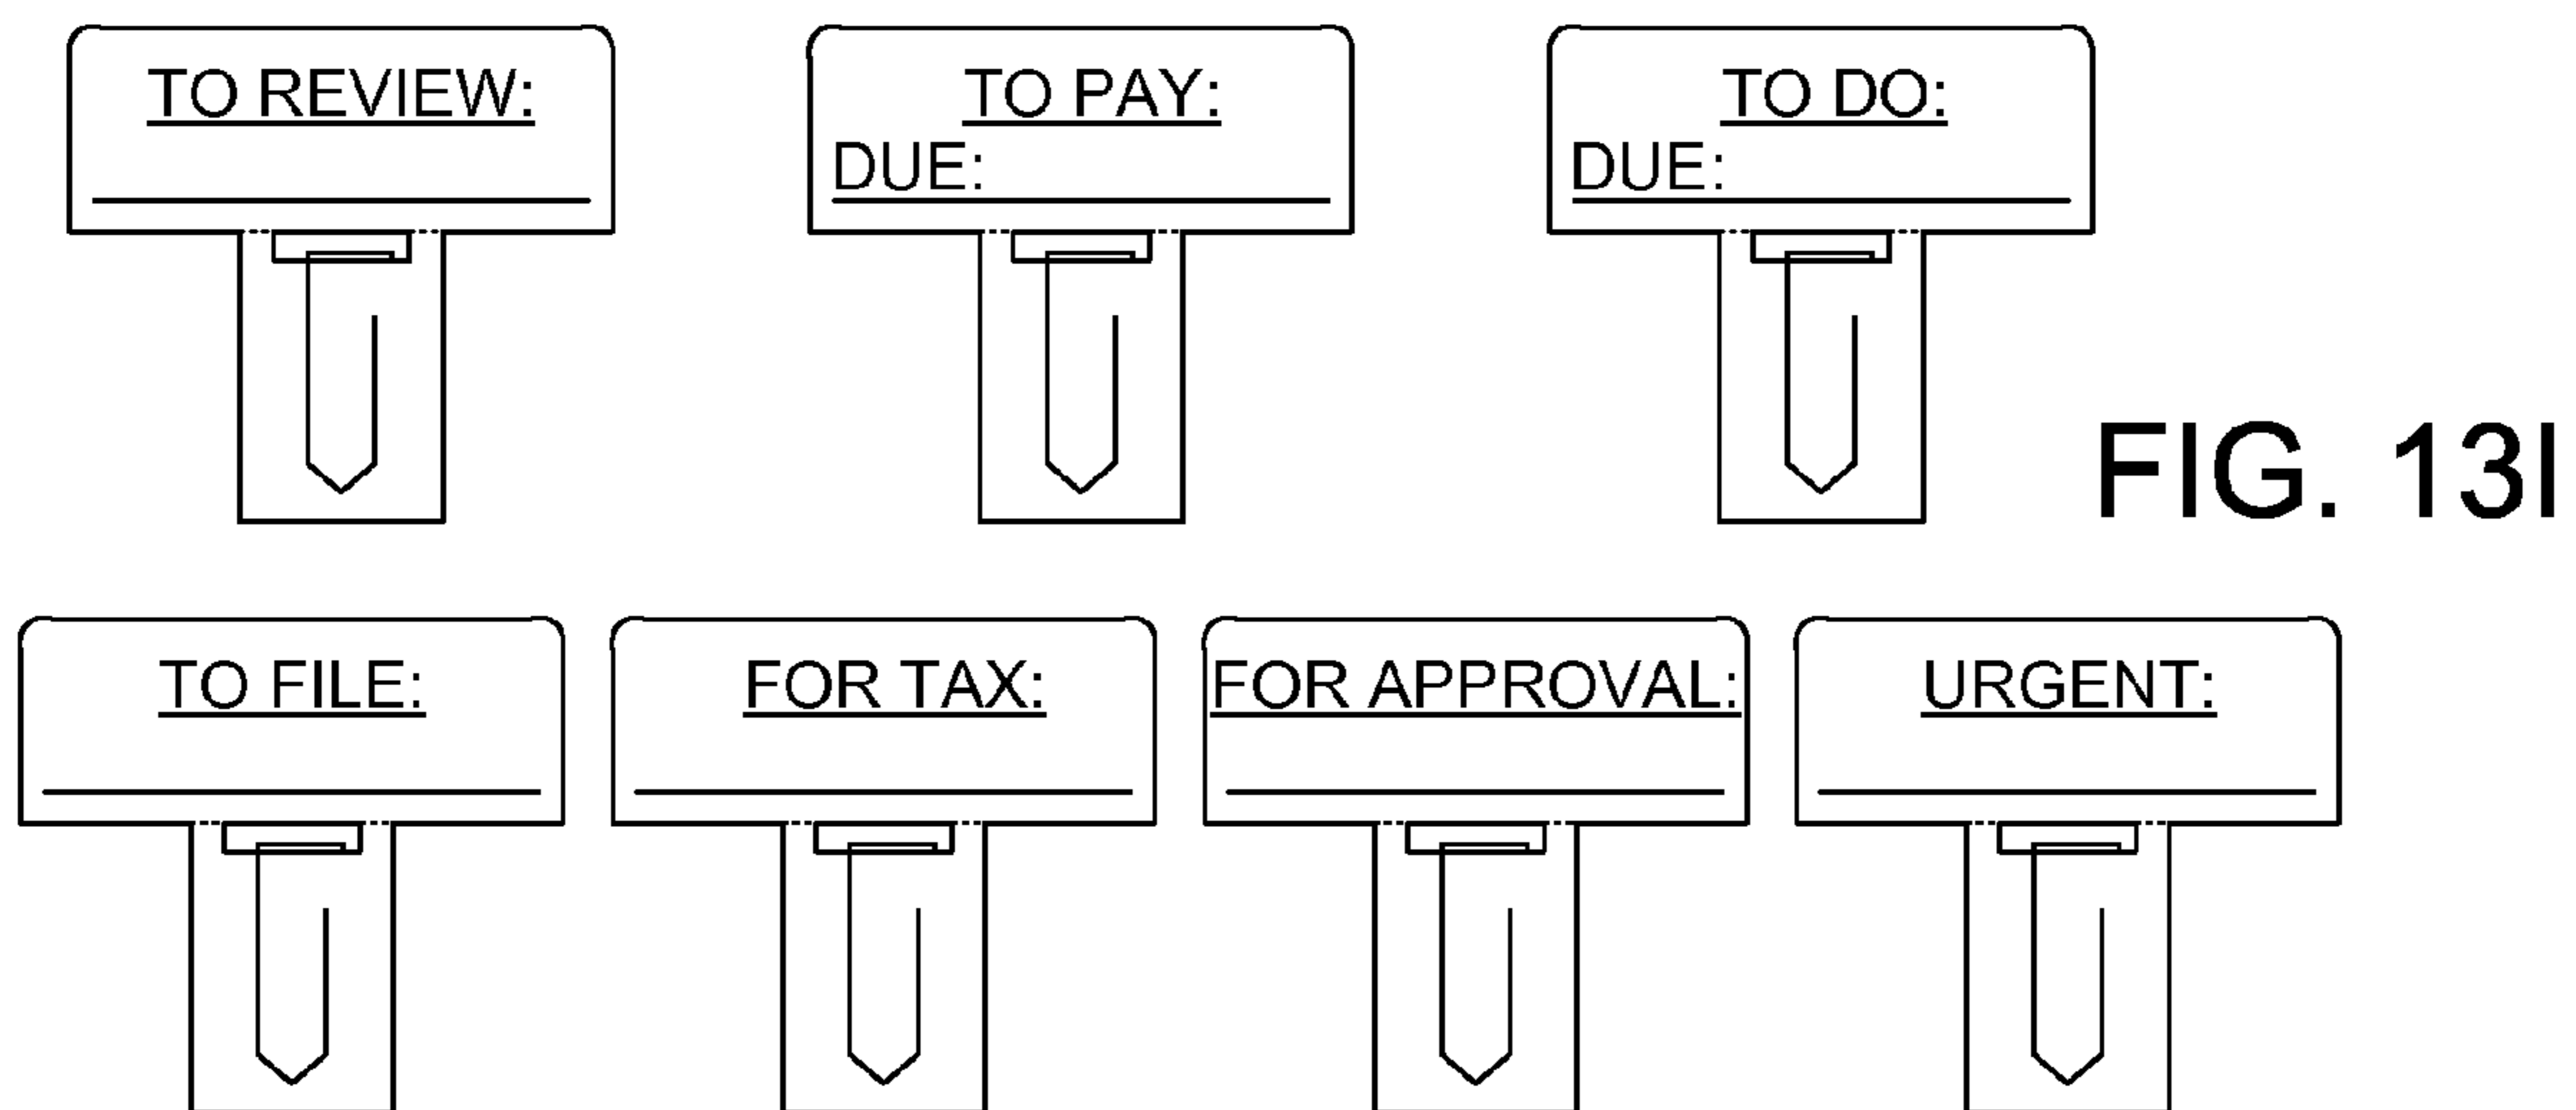 TO REVIEW:
TO PAY:
DUE:
TO DO:
DUE:
FIG. 13I
TO FILE:
FOR TAX:
FOR APPROVAL:
URGENT: